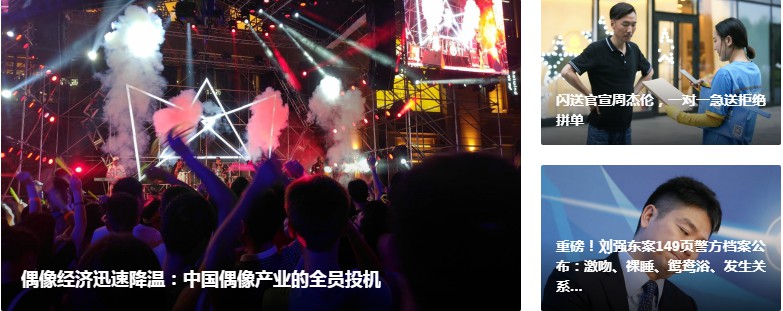 偶像经济迅速降温：中国偶像产业的全员投机
闪送官宣周杰伦，一对一急送拒绝
拼单
重磅！刘强东案149页警方档案公
布：激吻、裸睡、鸳鸯浴、发生关
系...